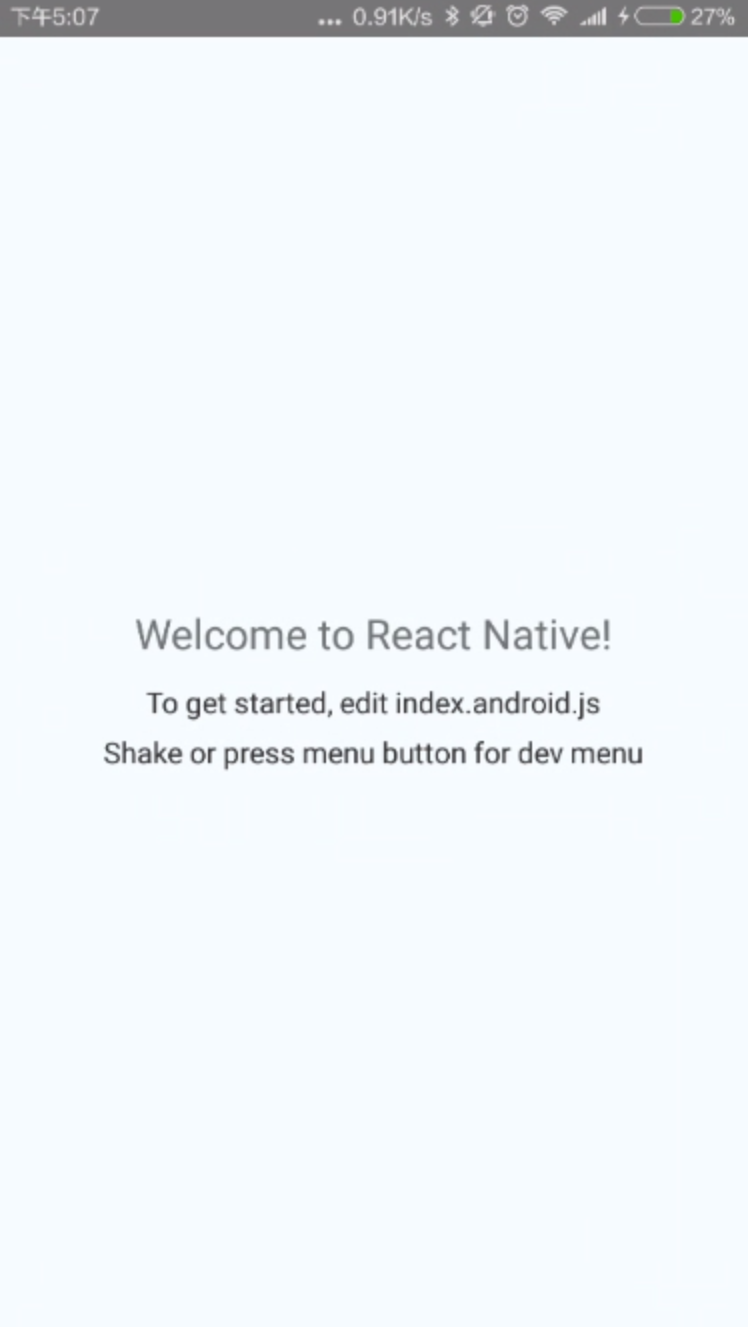 下午5:07 ... 0.91K/s 27%
Welcome to React Native!
To get started, edit index.android.js
Shake or press menu button for dev menu